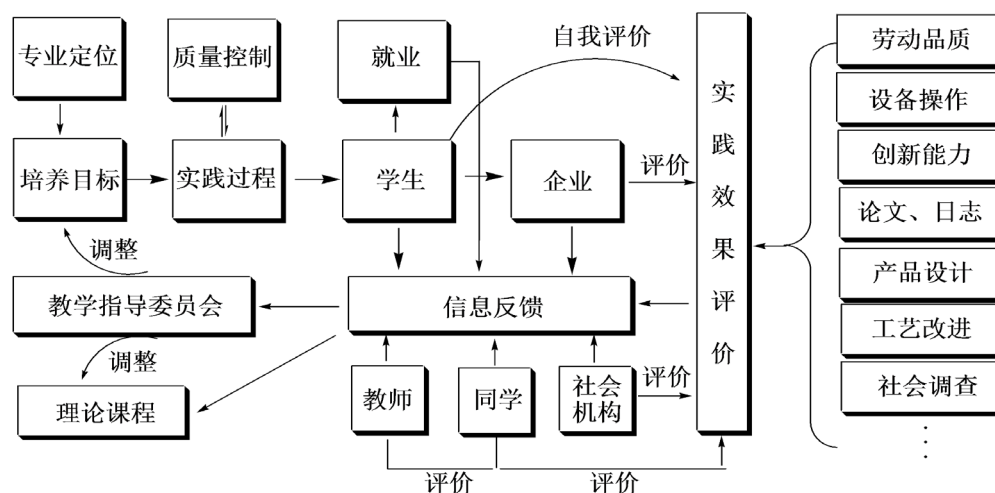 专业定位
质量控制
就业
自我评价
劳动品质
设备操作
创新能力
培养目标
实践过程
学生
企业
评价
实践效果评价
论文、日志
调整
产品设计
教学指导委员会
信息反馈
工艺改进
调整
理论课程
教师
同学
社会
机构
评价
社会调查
⋮
评价
评价